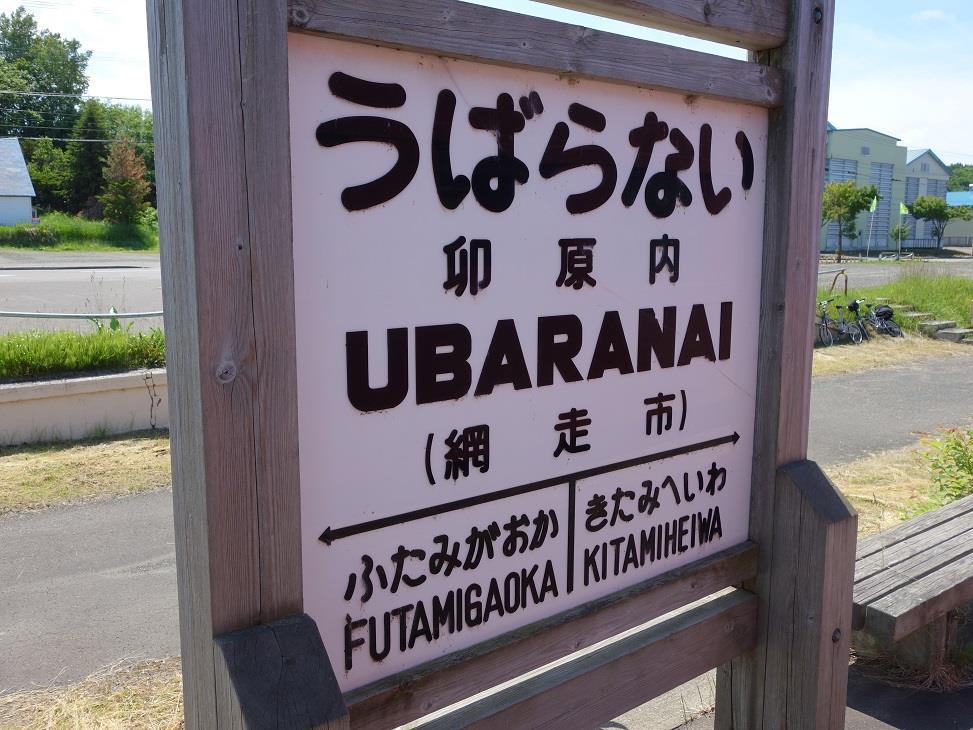 うばらない
卯原内
UBARANAI
(網走市)
ふたみがおか
FUTAMIGAOKA
きたみへいわ
KITAMIHEIWA